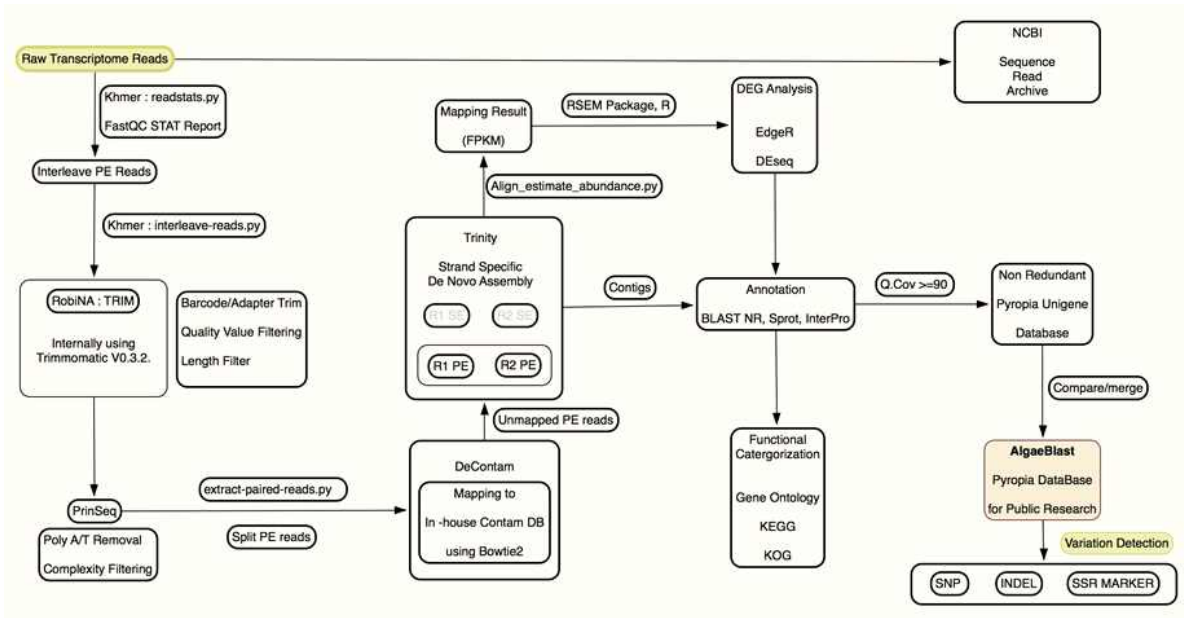 Raw Transcriptome Reads
NCBI
Sequence
Read
Archive
Khmer : readstats.py
FastQC STAT Report
Interleave PE Reads
Khmer : interleave-reads.py
RobiNA : TRIM
Internally using
Trimmomatic V0.3.2.
Barcode/Adapter Trim
Quality Value Filtering
Length Filter
PrinSeq
Poly A/T Removal
Complexity Filtering
extract-paired-reads.py
Split PE reads
DeContam
Mapping to
In -house Contam DB
using Bowtie2
Unmapped PE reads
Trinity
Strand Specific
De Novo Assembly
R1 SE
R2 SE
R1 PE
R2 PE
Align_estimate_abundance.py
Mapping Result
(FPKM)
RSEM Package, R
DEG Analysis
EdgeR
DEseq
Contigs
Annotation
BLAST NR, Sprot, InterPro
Functional
Catergorization
Gene Ontology
KEGG
KOG
Q.Cov >=90
Non Redundant
Pyropia Unigene
Database
Compare/merge
AlgaeBlast
Pyropia DataBase
for Public Research
Variation Detection
SNP
INDEL
SSR MARKER